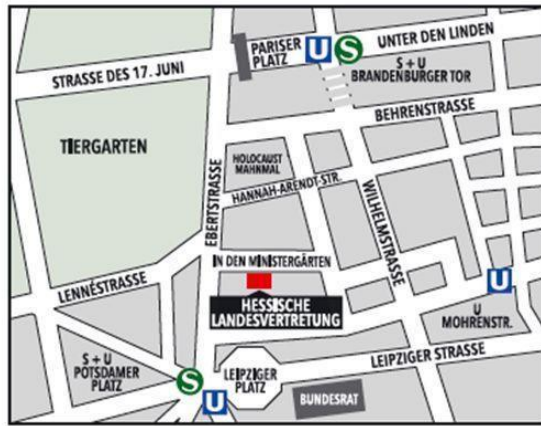 PARISER
PLATZ
U
S
UNTER DEN LINDEN
S + U
BRANDENBURGER TOR
STRASSE DES 17. JUNI
BEHRENSTRASSE
TIERGARTEN
EBERTSTRASSE
HOLOCAUST
MAHNMAL
HANNAH-ARENDT-STR.
WILHELMSTRASSE
IN DEN MINISTERGÄRTEN
LENNÉSTRASSE
HESSISCHE
LANDESVERTRETUNG
U
U
MOHRENSTR.
S + U
POTSDAMER
PLATZ
S
U
LEIPZIGER
PLATZ
LEIPZIGER STRASSE
BUNDESRAT